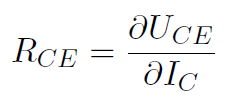 R_{CE} = \frac{\partial U_{CE}}{\partial I_C}